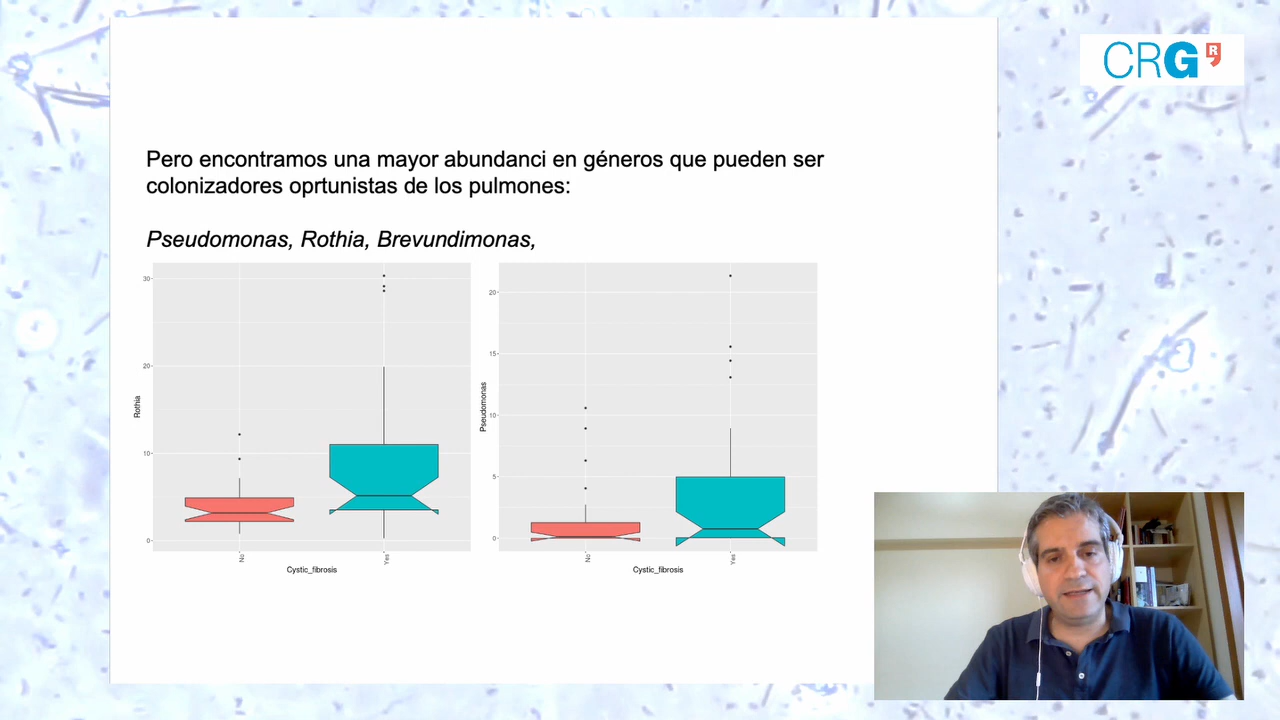 CRG
R
Pero encontramos una mayor abundanci en géneros que pueden ser
colonizadores oprtunistas de los pulmones:
Pseudomonas, Rothia, Brevundimonas,
30
20
10
0
Rothia
No
Yes
Cystic_fibrosis
20
15
10
5
0
Pseudomonas
No
Yes
Cystic_fibrosis